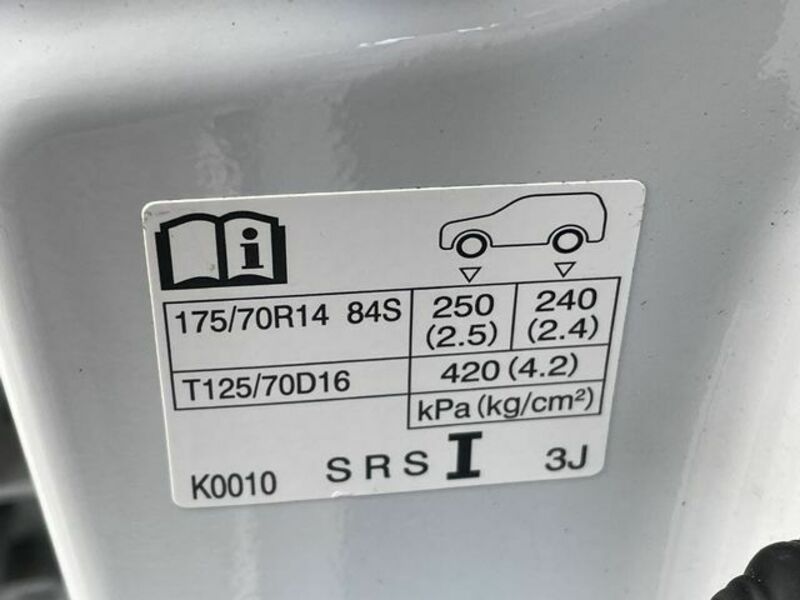 i
175/70R14 84S 250 (2.5) 240 (2.4)
T125/70D16 420 (4.2)
kPa (kg/cm²)
K0010 SRS I 3J